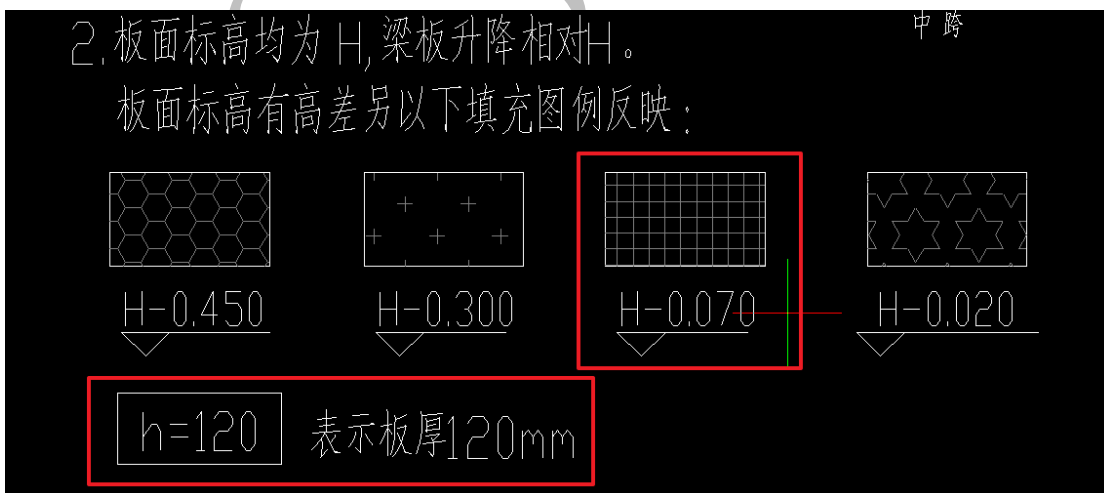 中跨
2.板面标高均为 H,梁板升降相对H。
板面标高有高差另以下填充图例反映:
H-0.450
H-0.300
H-0.070
H-0.020
h=120 表示板厚120mm